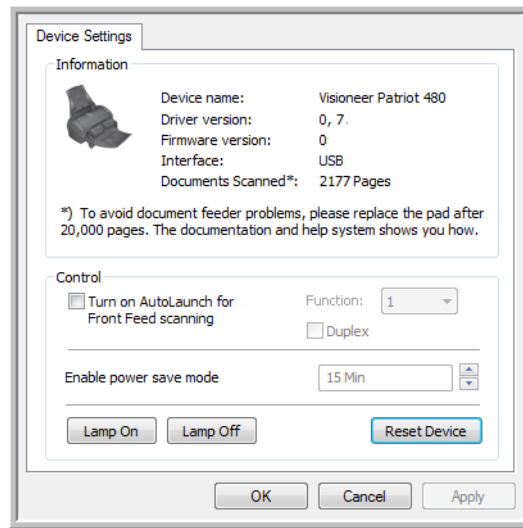 Device Settings
Information
Device name: Visioneer Patriot 480
Driver version: 0, 7.
Firmware version: 0
Interface: USB
Documents Scanned*: 2177 Pages
*) To avoid document feeder problems, please replace the pad after
20,000 pages. The documentation and help system shows you how.
Control
Turn on AutoLaunch for Function: 1
Front Feed scanning
Duplex
Enable power save mode 15 Min
Lamp On Lamp Off Reset Device
OK Cancel Apply